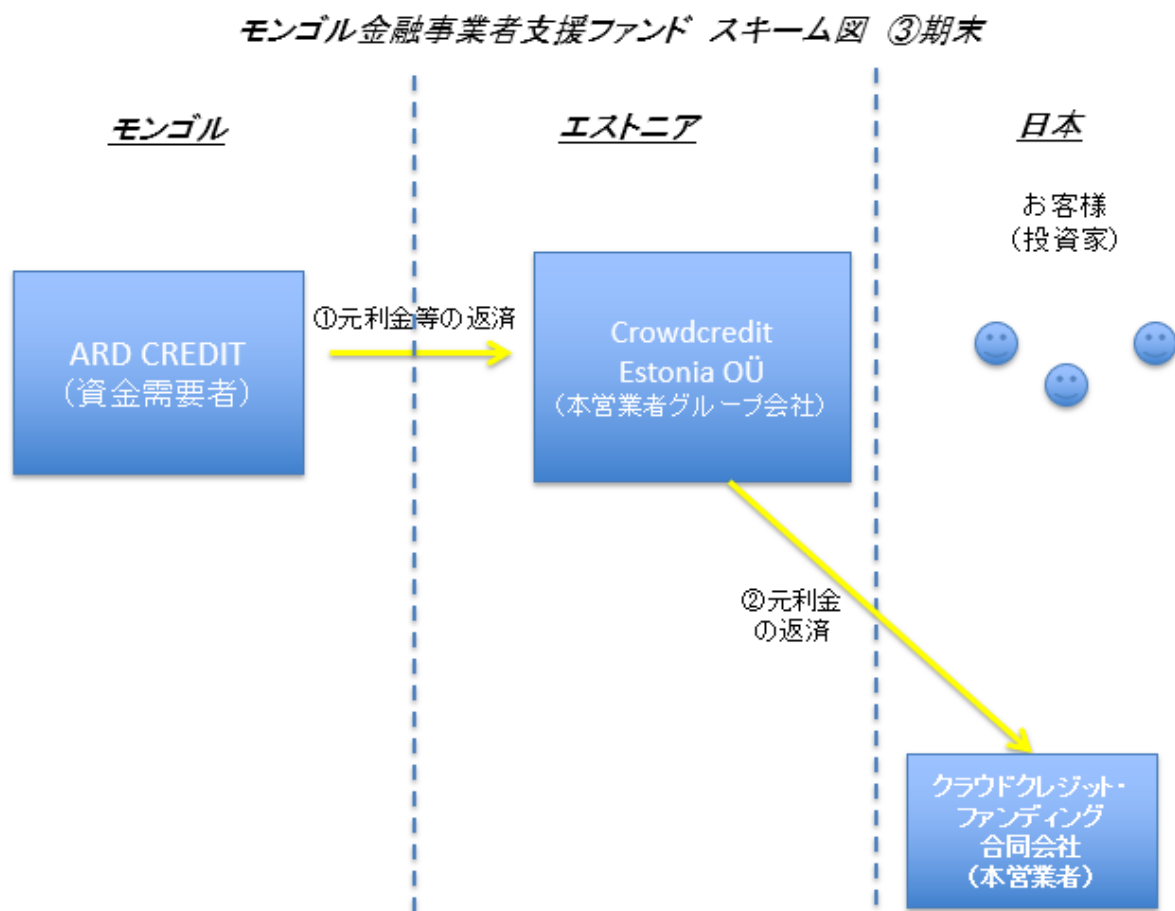 モンゴル金融事業者支援ファンド スキーム図 ③期末
モンゴル
エストニア
日本
お客様
（投資家）
ARD CREDIT
（資金需要者）
①元利金等の返済
Crowdcredit
Estonia OÜ
（本営業者グループ会社）
②元利金
の返済
クラウドクレジット・
ファンディング
合同会社
（本営業者）